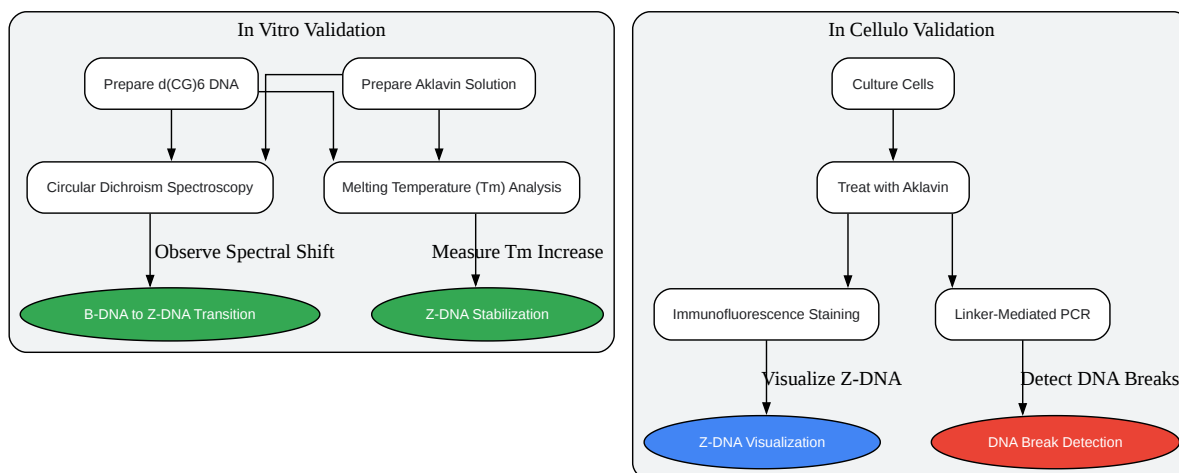 In Vitro Validation
Prepare d(CG)6 DNA
Prepare Aklavin Solution
Circular Dichroism Spectroscopy
Melting Temperature (Tm) Analysis
Observe Spectral Shift
Measure Tm Increase
B-DNA to Z-DNA Transition
Z-DNA Stabilization
In Cellulo Validation
Culture Cells
Treat with Aklavin
Immunofluorescence Staining
Linker-Mediated PCR
Visualize Z-DNA
Detect DNA Breaks
Z-DNA Visualization
DNA Break Detection